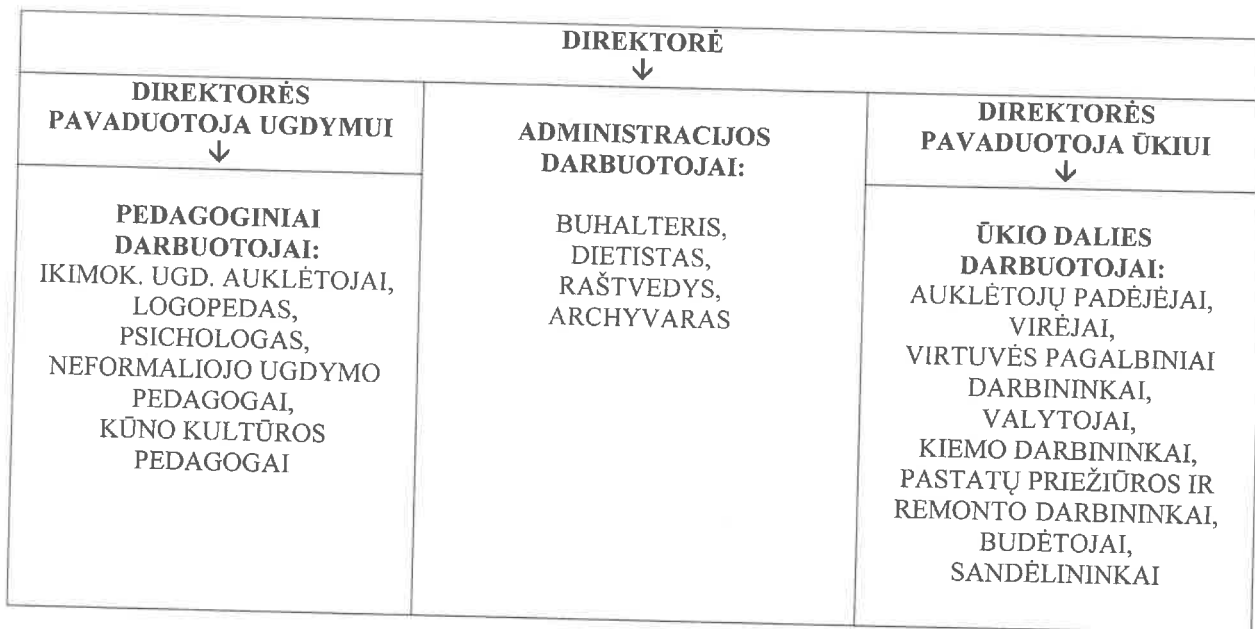 DIREKTORĖ
↓
DIREKTORĖS
PAVADUOTOJA UGDYMUI
↓
PEDAGOGINIAI
DARBUOTOJAI:
IKIMOK. UGD. AUKLĖTOJAI,
LOGOPEDAS,
PSICHOLOGAS,
NEFORMALIOJO UGDYMO
PEDAGOGAI,
KŪNO KULTŪROS
PEDAGOGAI
ADMINISTRACIJOS
DARBUOTOJAI:
BUHALTERIS,
DIETISTAS,
RAŠTVEDYS,
ARCHYVARAS
DIREKTORĖS
PAVADUOTOJA ŪKIUI
↓
ŪKIO DALIES
DARBUOTOJAI:
AUKLĖTOJŲ PADĖJĖJAI,
VIRĖJAI,
VIRTUVĖS PAGALBINIAI
DARBININKAI,
VALYTOJAI,
KIEMO DARBININKAI,
PASTATŲ PRIEŽIŪROS IR
REMONTO DARBININKAI,
BUDĖTOJAI,
SANDĖLININKAI